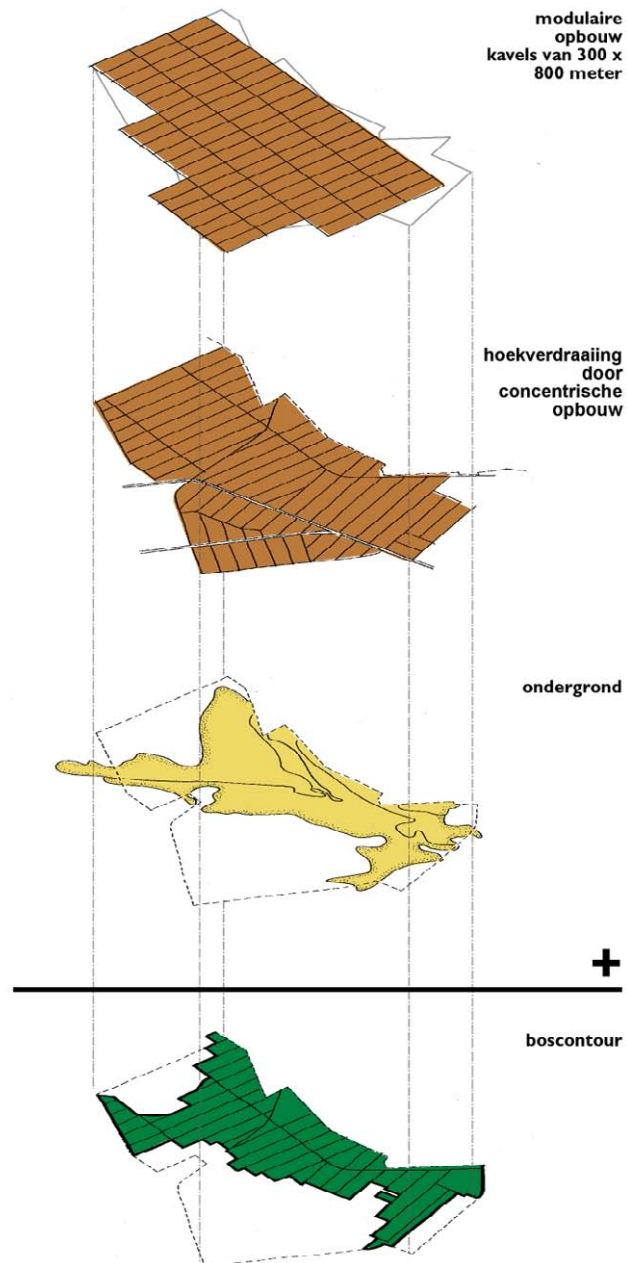 modulaire
opbouw
kavels van 300 x
800 meter
hoekverdraaiing
door
concentrische
opbouw
ondergrond
+
boscontour